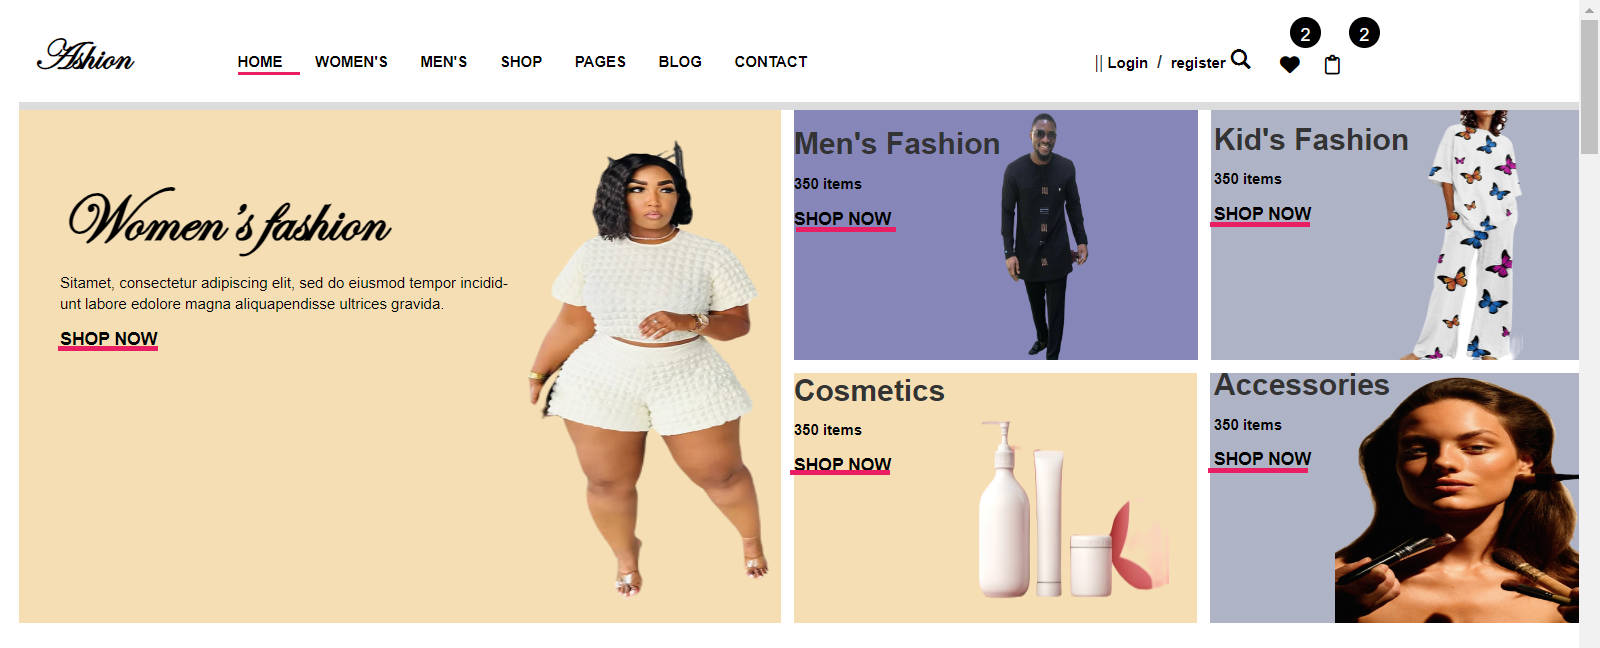 Ashion
HOME WOMEN'S MEN'S SHOP PAGES BLOG CONTACT
|| Login / register
2
2
Women's fashion
Sitamet, consectetur adipiscing elit, sed do eiusmod tempor incidid-
unt labore edolore magna aliquapendisse ultrices gravida.
SHOP NOW
Men's Fashion
350 items
SHOP NOW
Kid's Fashion
350 items
SHOP NOW
Cosmetics
350 items
SHOP NOW
Accessories
350 items
SHOP NOW